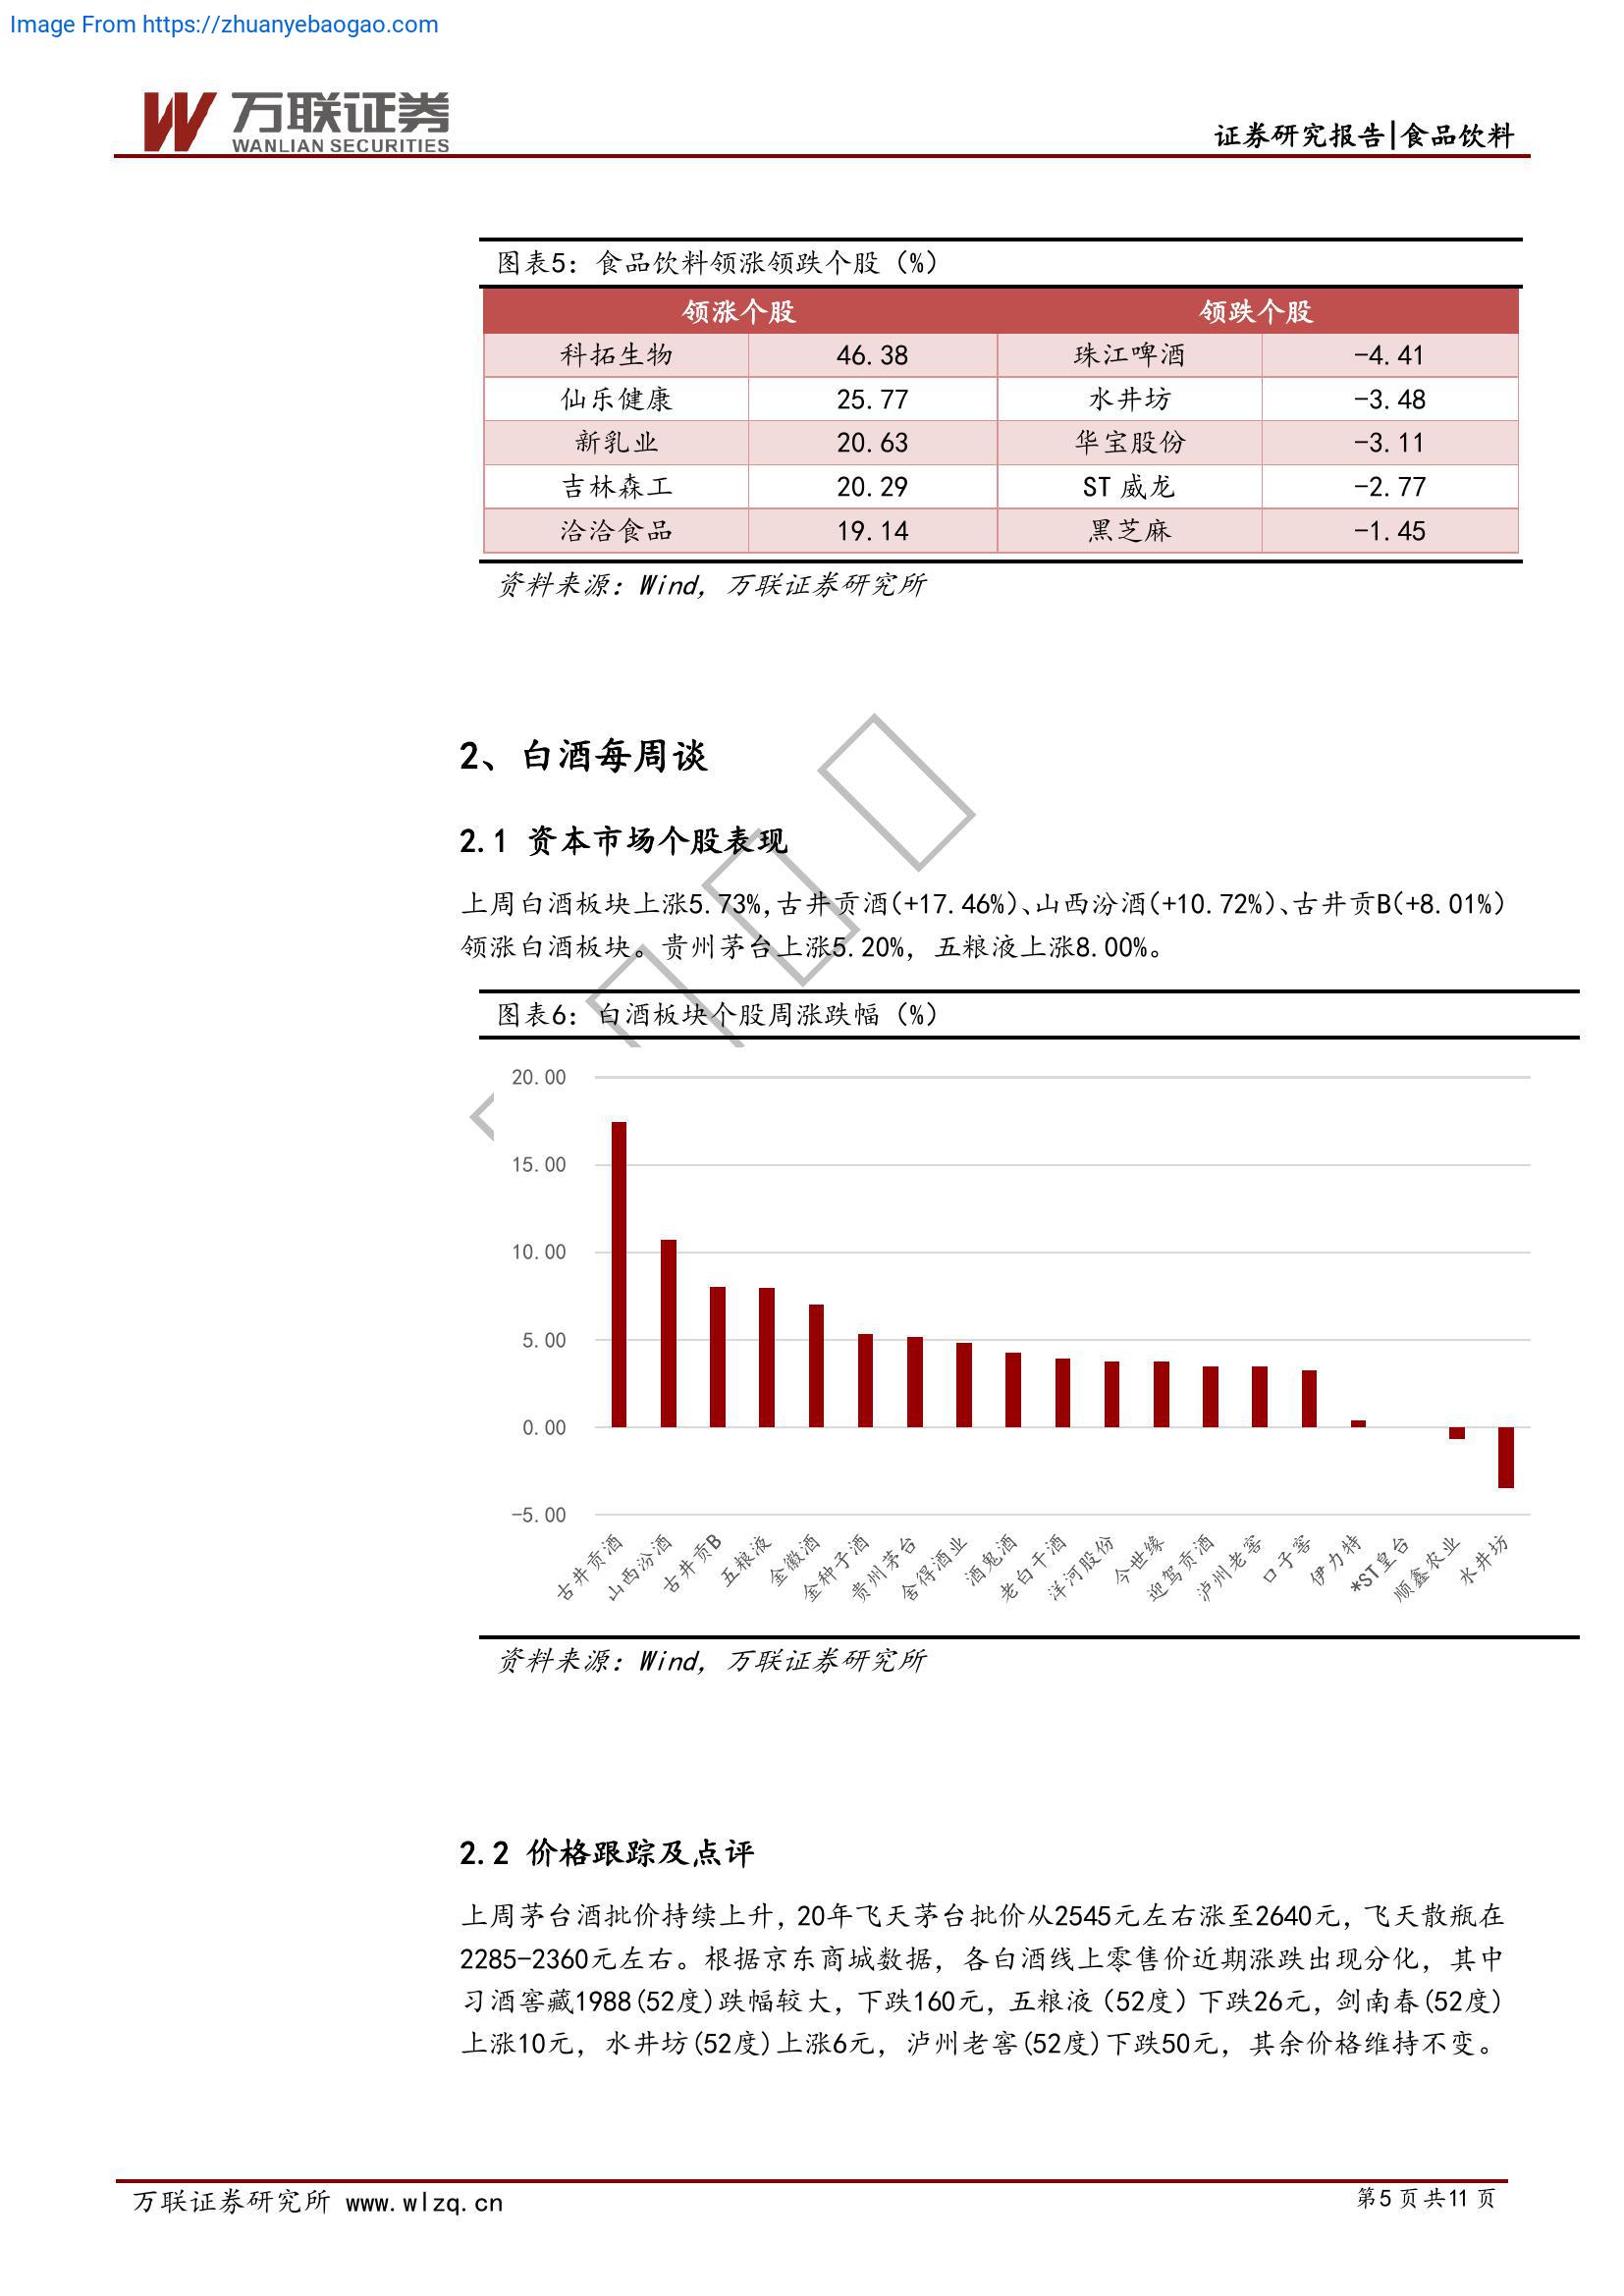 Image From https://zhuanyebaogao.com
万联证券
WANLIAN SECURITIES
证券研究报告|食品饮料
图表5：食品饮料领涨领跌个股（%）
领涨个股 领跌个股
科拓生物 46.38 珠江啤酒 -4.41
仙乐健康 25.77 水井坊 -3.48
新乳业 20.63 华宝股份 -3.11
吉林森工 20.29 ST 威龙 -2.77
洽洽食品 19.14 黑芝麻 -1.45
资料来源：Wind，万联证券研究所
2、白酒每周谈
2.1 资本市场个股表现
上周白酒板块上涨5.73%,古井贡酒(+17.46%)、山西汾酒(+10.72%)、古井贡B(+8.01%)
领涨白酒板块。贵州茅台上涨5.20%，五粮液上涨8.00%。
图表6：白酒板块个股周涨跌幅（%）
20.00
15.00
10.00
5.00
0.00
-5.00
古井贡酒 山西汾酒 古井贡B 五粮液 金徽酒 金种子酒 贵州茅台 舍得酒业 酒鬼酒 老白干酒 洋河股份 今世缘 迎驾贡酒 泸州老窖 口子窖 伊力特 *ST皇台 顺鑫农业 水井坊
资料来源：Wind，万联证券研究所
2.2 价格跟踪及点评
上周茅台酒批价持续上升，20年飞天茅台批价从2545元左右涨至2640元，飞天散瓶在
2285-2360元左右。根据京东商城数据，各白酒线上零售价近期涨跌出现分化，其中
习酒窖藏1988(52度)跌幅较大，下跌160元，五粮液（52度）下跌26元，剑南春(52度)
上涨10元，水井坊(52度)上涨6元，泸州老窖(52度)下跌50元，其余价格维持不变。
万联证券研究所 www.wlzq.cn
第5 页 共11 页